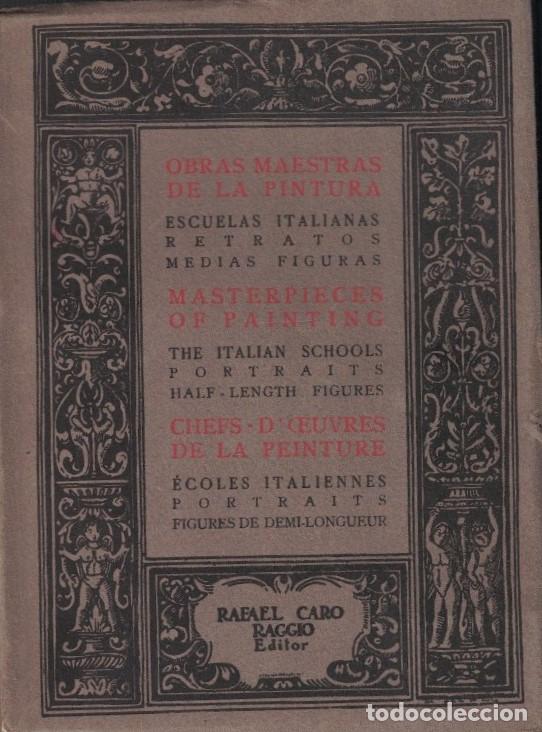 OBRAS MAESTRAS
DE LA PINTURA
ESCUELAS ITALIANAS
RETRATOS
MEDIAS FIGURAS
MASTERPIECES
OF PAINTING
THE ITALIAN SCHOOLS
PORTRAITS
HALF-LENGTH FIGURES
CHEFS-D'ŒUVRES
DE LA PEINTURE
ÉCOLES ITALIENNES
PORTRAITS
FIGURES DE DEMI-LONGUEUR
RAFAEL CARO
RAGGIO
Editor
todocoleccion